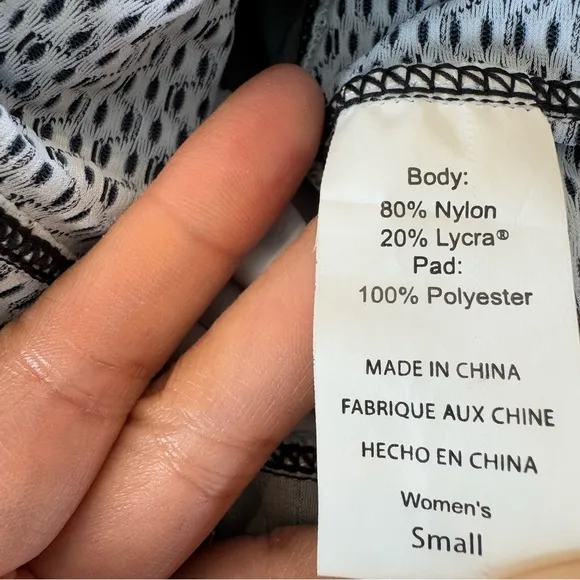 Body:
80% Nylon
20% Lycra®
Pad:
100% Polyester
MADE IN CHINA
FABRIQUE AUX CHINE
HECHO EN CHINA
Women's
Small